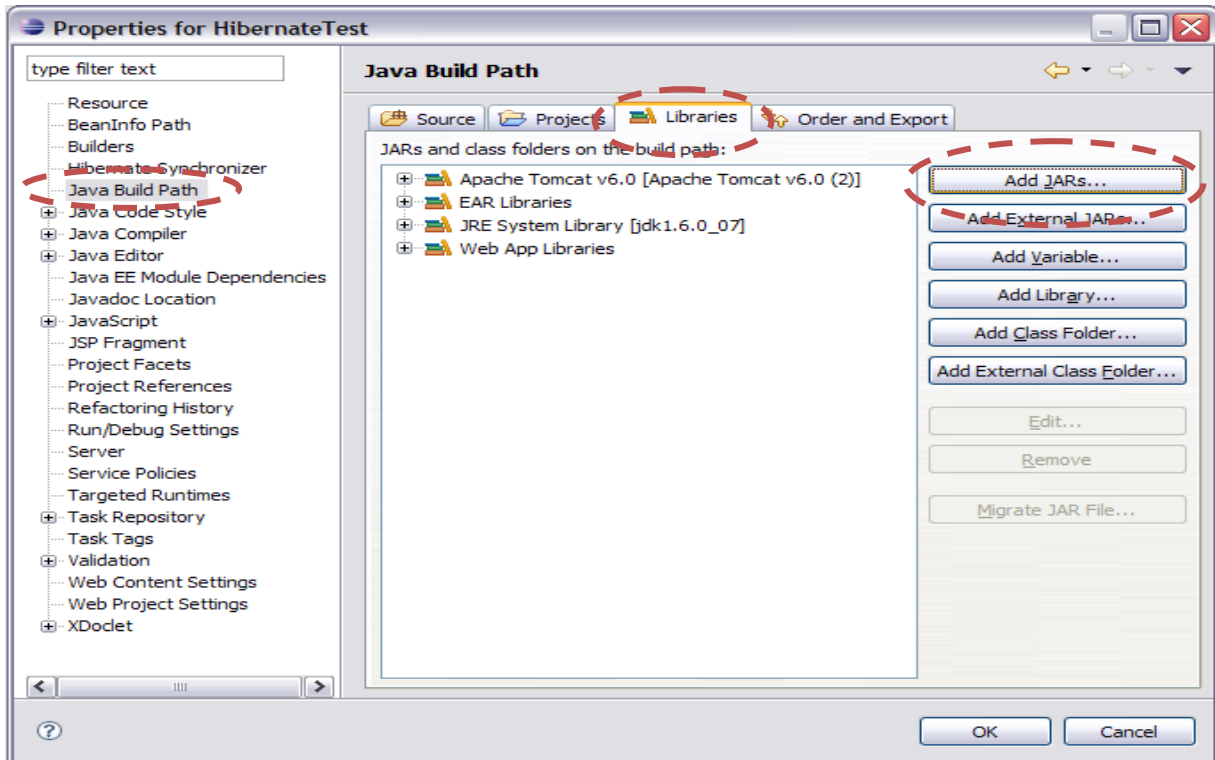 Properties for HibernateTest
type filter text
Resource
BeanInfo Path
Builders
Hibernate Synchronizer
Java Build Path
Java Code Style
Java Compiler
Java Editor
Java EE Module Dependencies
Javadoc Location
JavaScript
JSP Fragment
Project Facets
Project References
Refactoring History
Run/Debug Settings
Server
Service Policies
Targeted Runtimes
Task Repository
Task Tags
Validation
Web Content Settings
Web Project Settings
XDoclet
Java Build Path
Source Projects Libraries Order and Export
JARs and class folders on the build path:
Apache Tomcat v6.0 [Apache Tomcat v6.0 (2)]
EAR Libraries
JRE System Library [jdk1.6.0_07]
Web App Libraries
Add JARs...
Add External JARs...
Add Variable...
Add Library...
Add Class Folder...
Add External Class Folder...
Edit...
Remove
Migrate JAR File...
OK Cancel